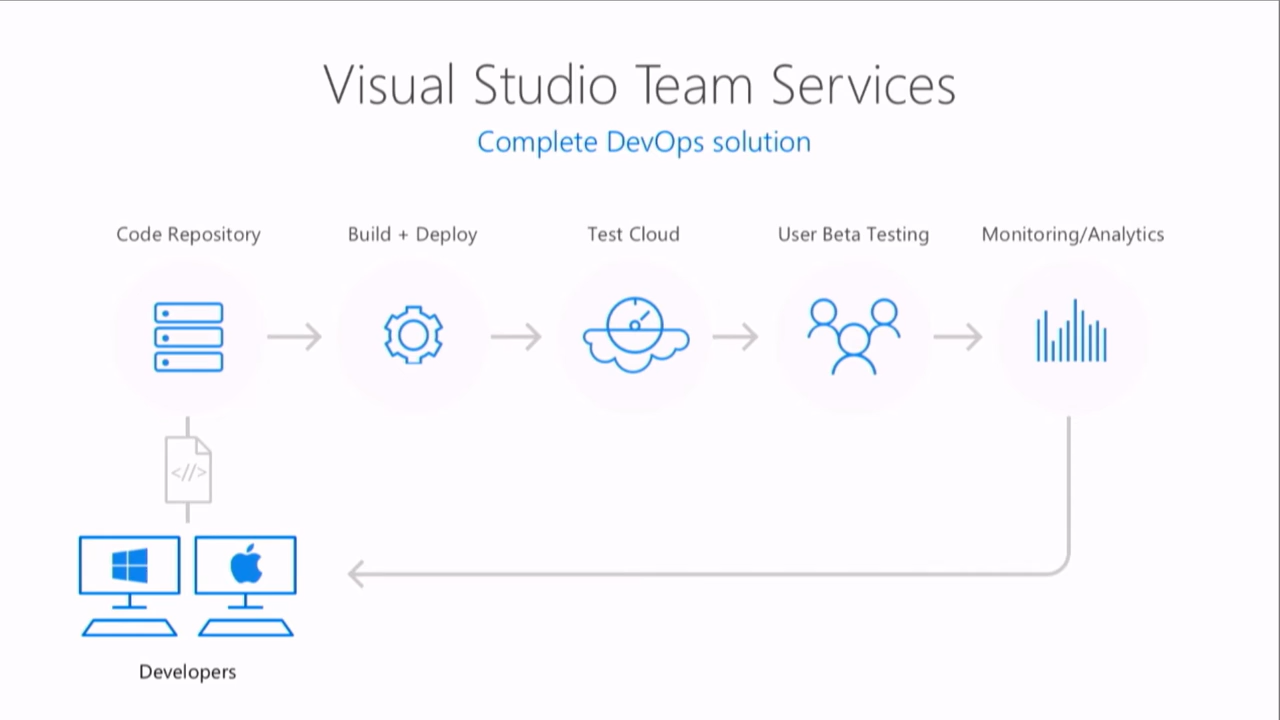 Visual Studio Team Services
Complete DevOps solution
Code Repository
Build + Deploy
Test Cloud
User Beta Testing
Monitoring/Analytics
<//>
Developers